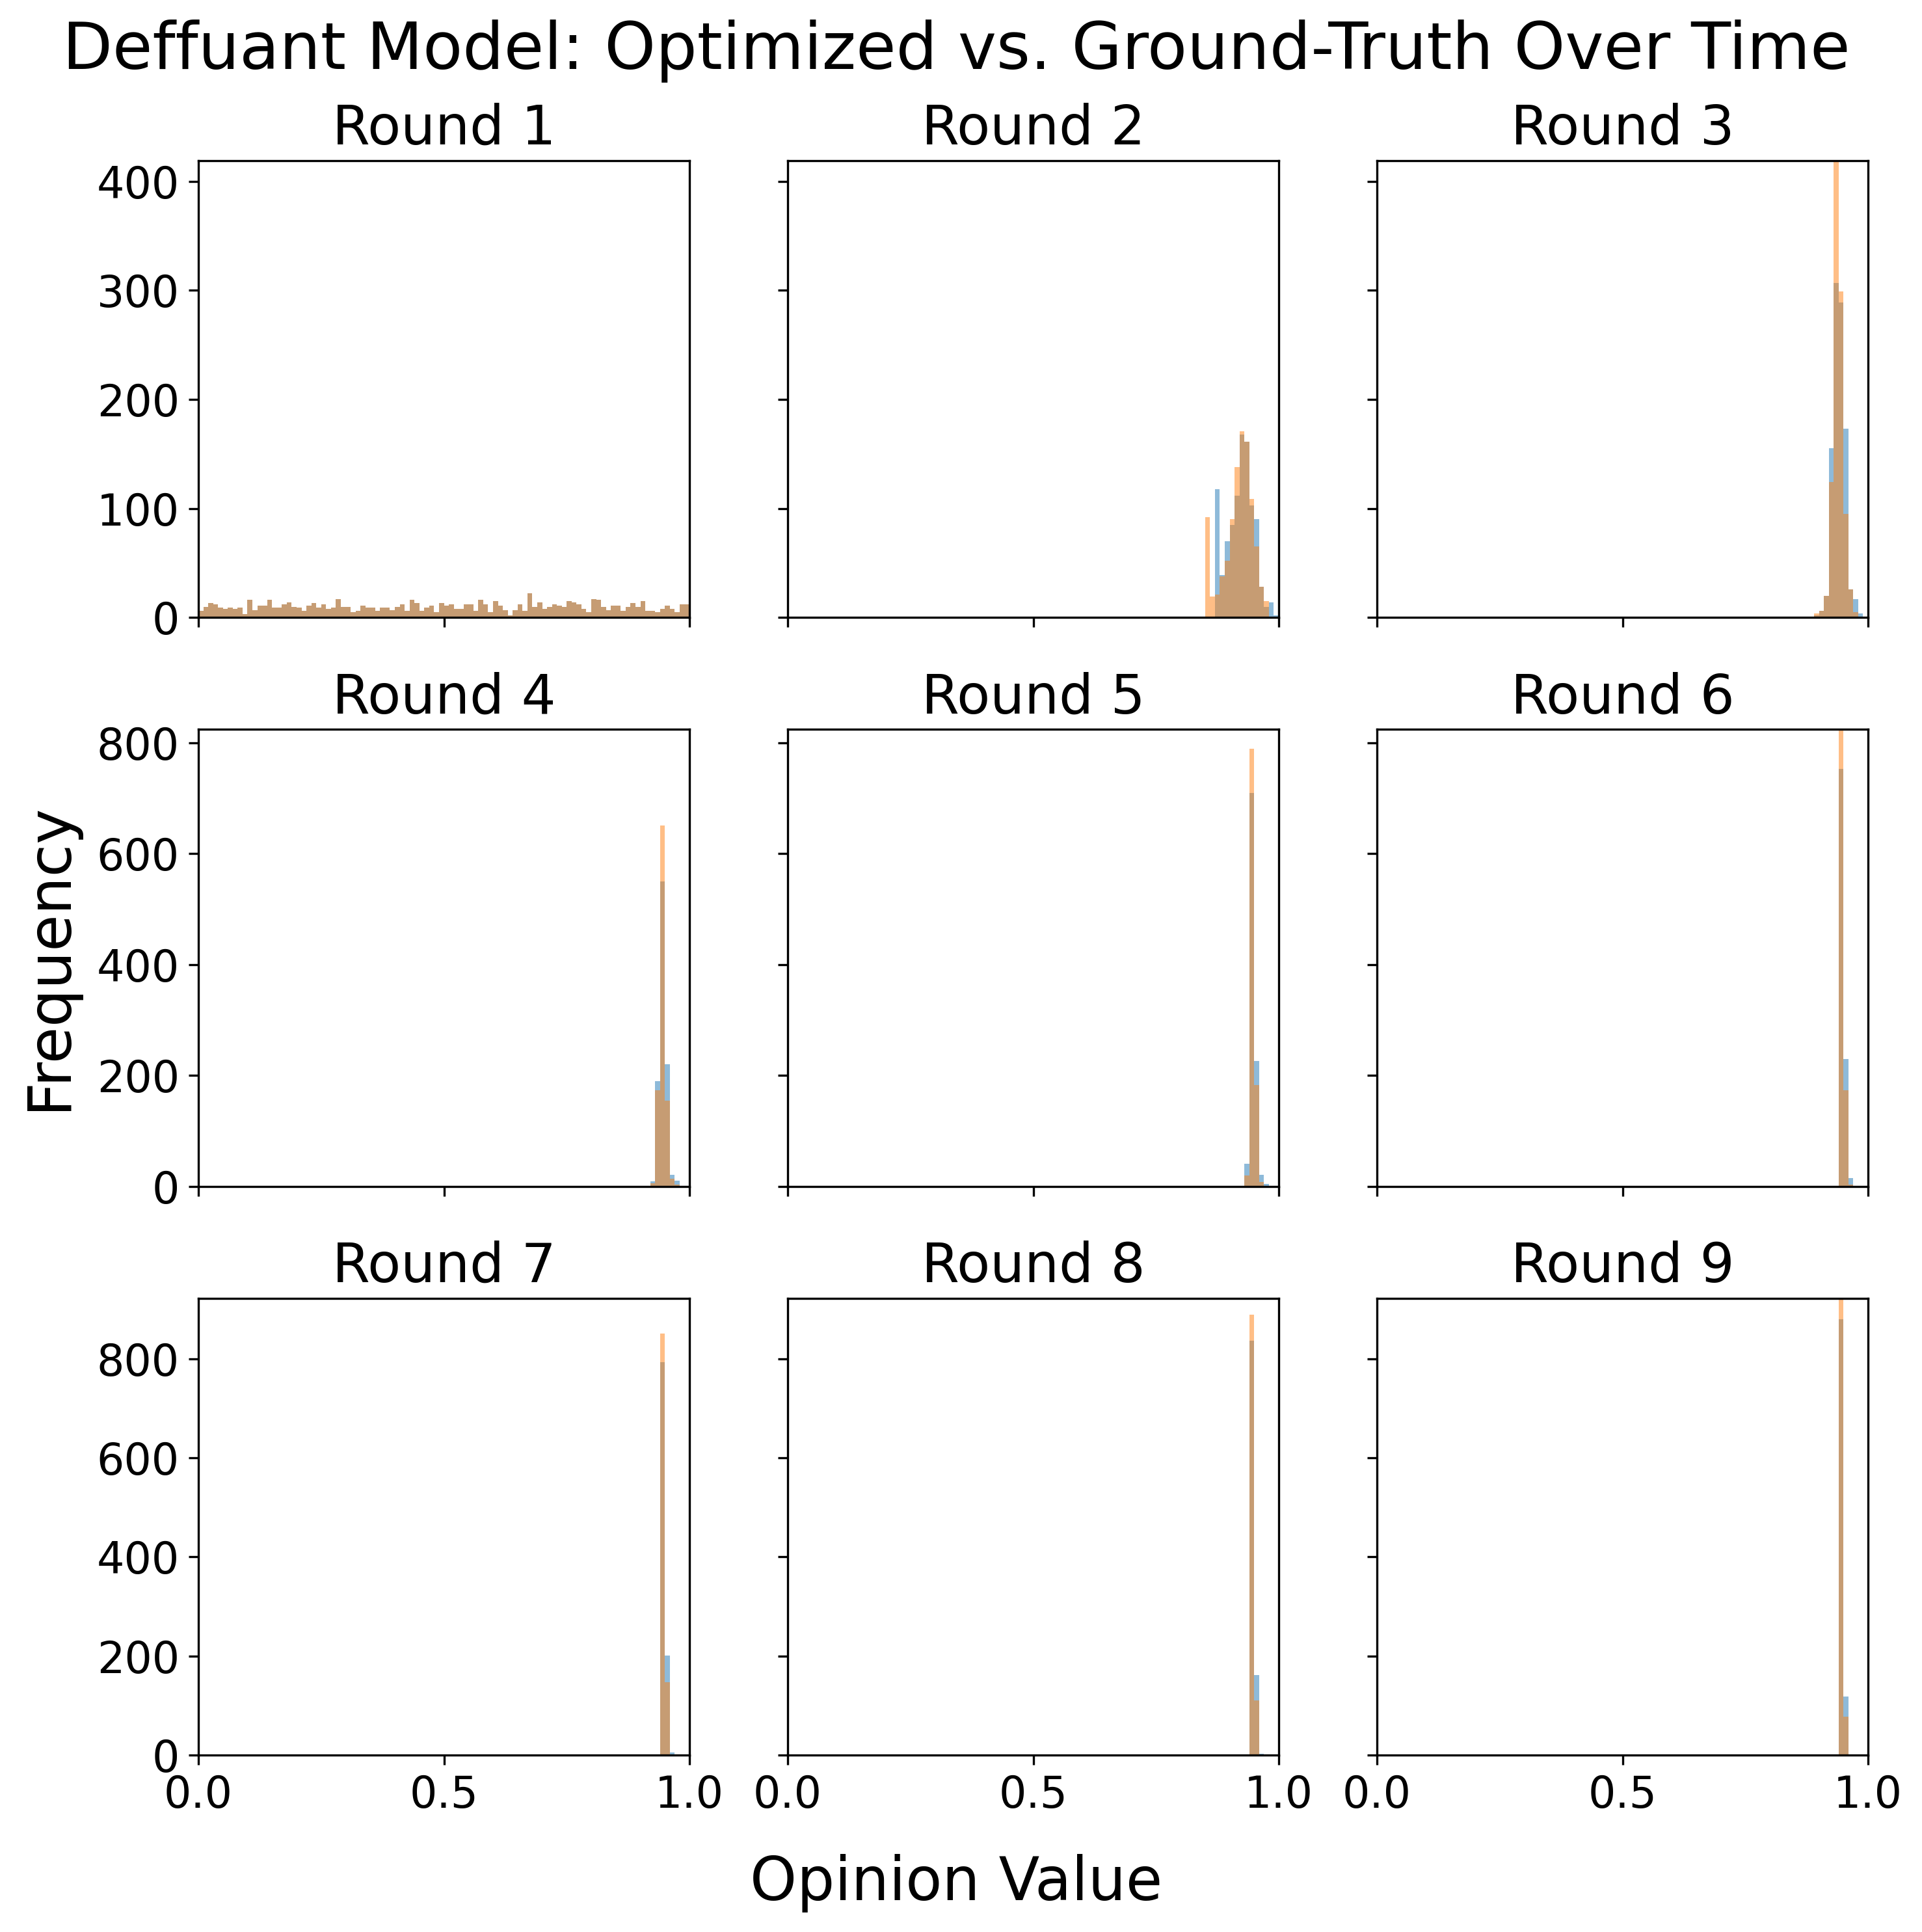 Deffuant Model: Optimized vs. Ground-Truth Over Time
Round 1
Round 2
Round 3
400
300
200
100
0
Round 4
Round 5
Round 6
800
600
400
200
0
Frequency
Round 7
Round 8
Round 9
800
600
400
200
0
0.0 0.5 1.0
0.0 0.5 1.0
0.0 0.5 1.0
Opinion Value